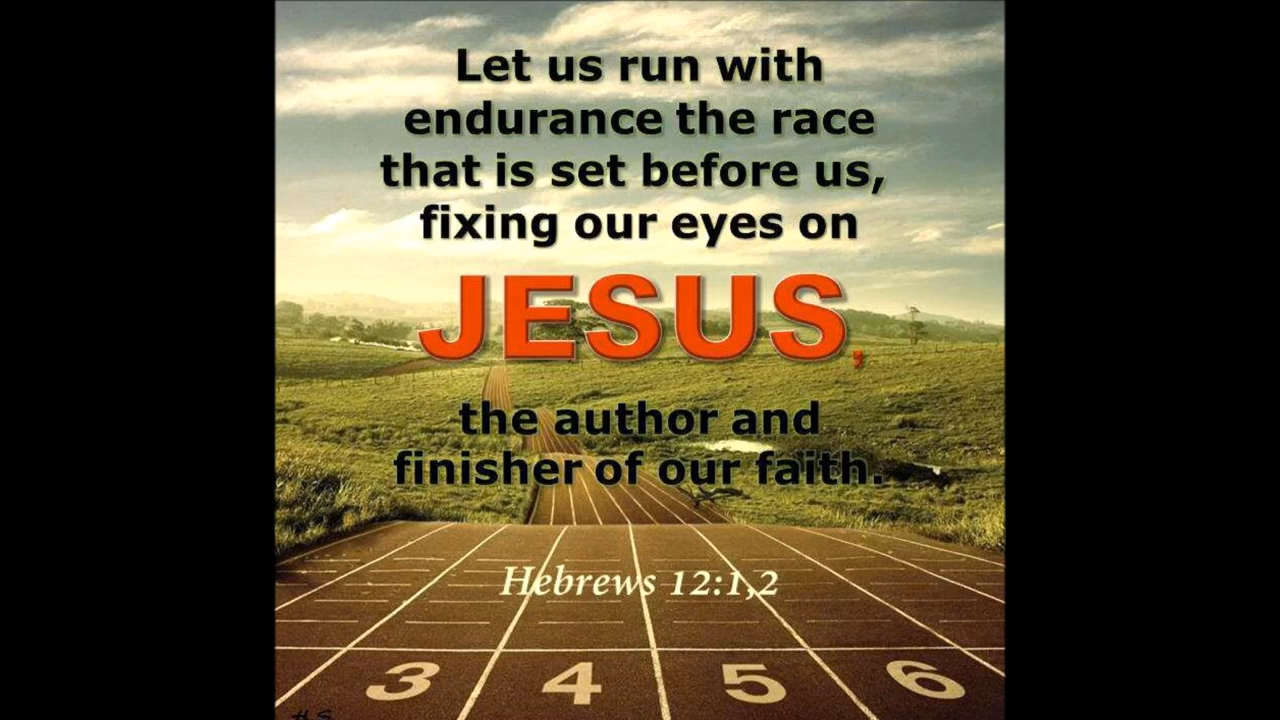 Let us run with
endurance the race
that is set before us,
fixing our eyes on
JESUS,
the author and
finisher of our faith.
Hebrews 12:1,2
3 4 5 6
H S